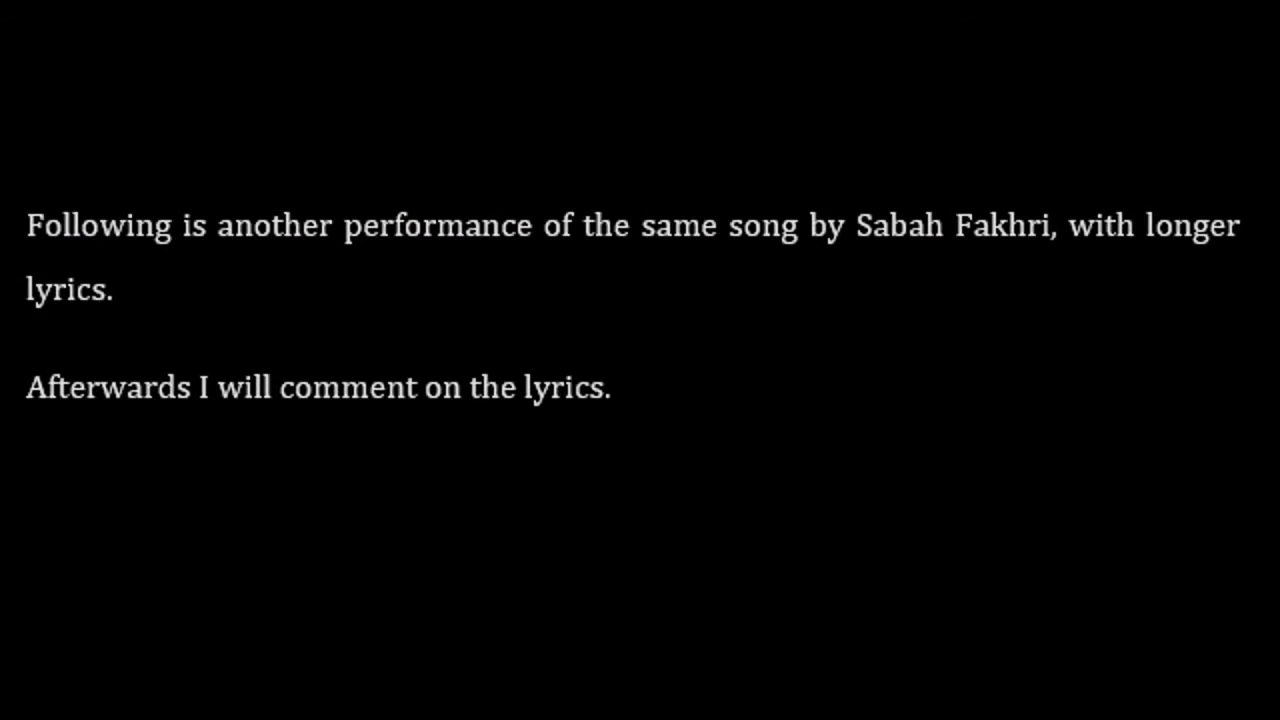 Following is another performance of the same song by Sabah Fakhri, with longer
lyrics.
Afterwards I will comment on the lyrics.